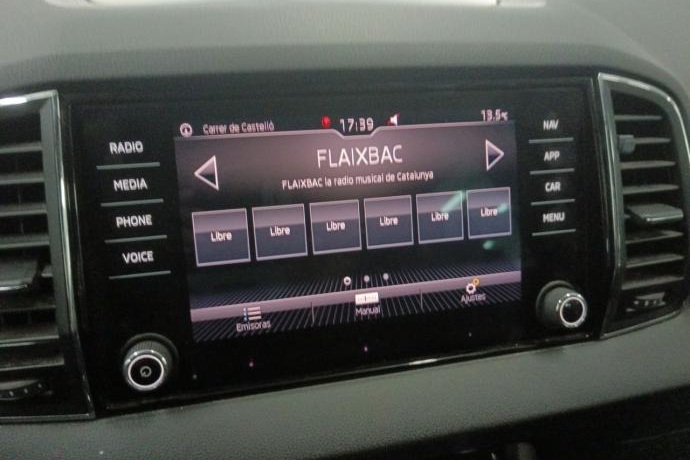 Carrer de Castelló 17:39 13.5°C
RADIO
MEDIA
PHONE
VOICE
FLAIXBAC
FLAIXBAC la radio musical de Catalunya
Libre Libre Libre Libre Libre Libre
Emisoras Manual Ajustes
NAV
APP
CAR
MENU